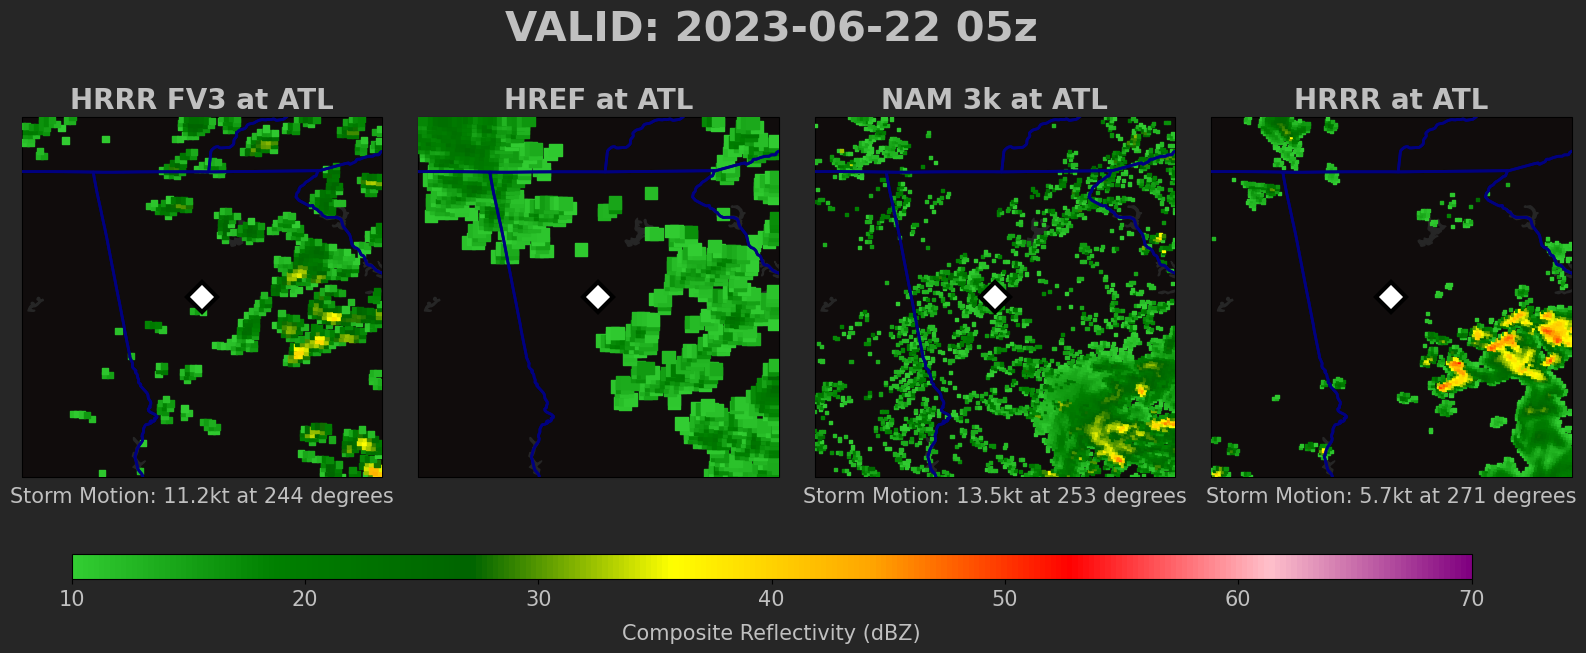 VALID: 2023-06-22 05z
HRRR FV3 at ATL
HREF at ATL
NAM 3k at ATL
HRRR at ATL
Storm Motion: 11.2kt at 244 degrees
Storm Motion: 13.5kt at 253 degrees
Storm Motion: 5.7kt at 271 degrees
10 20 30 40 50 60 70
Composite Reflectivity (dBZ)